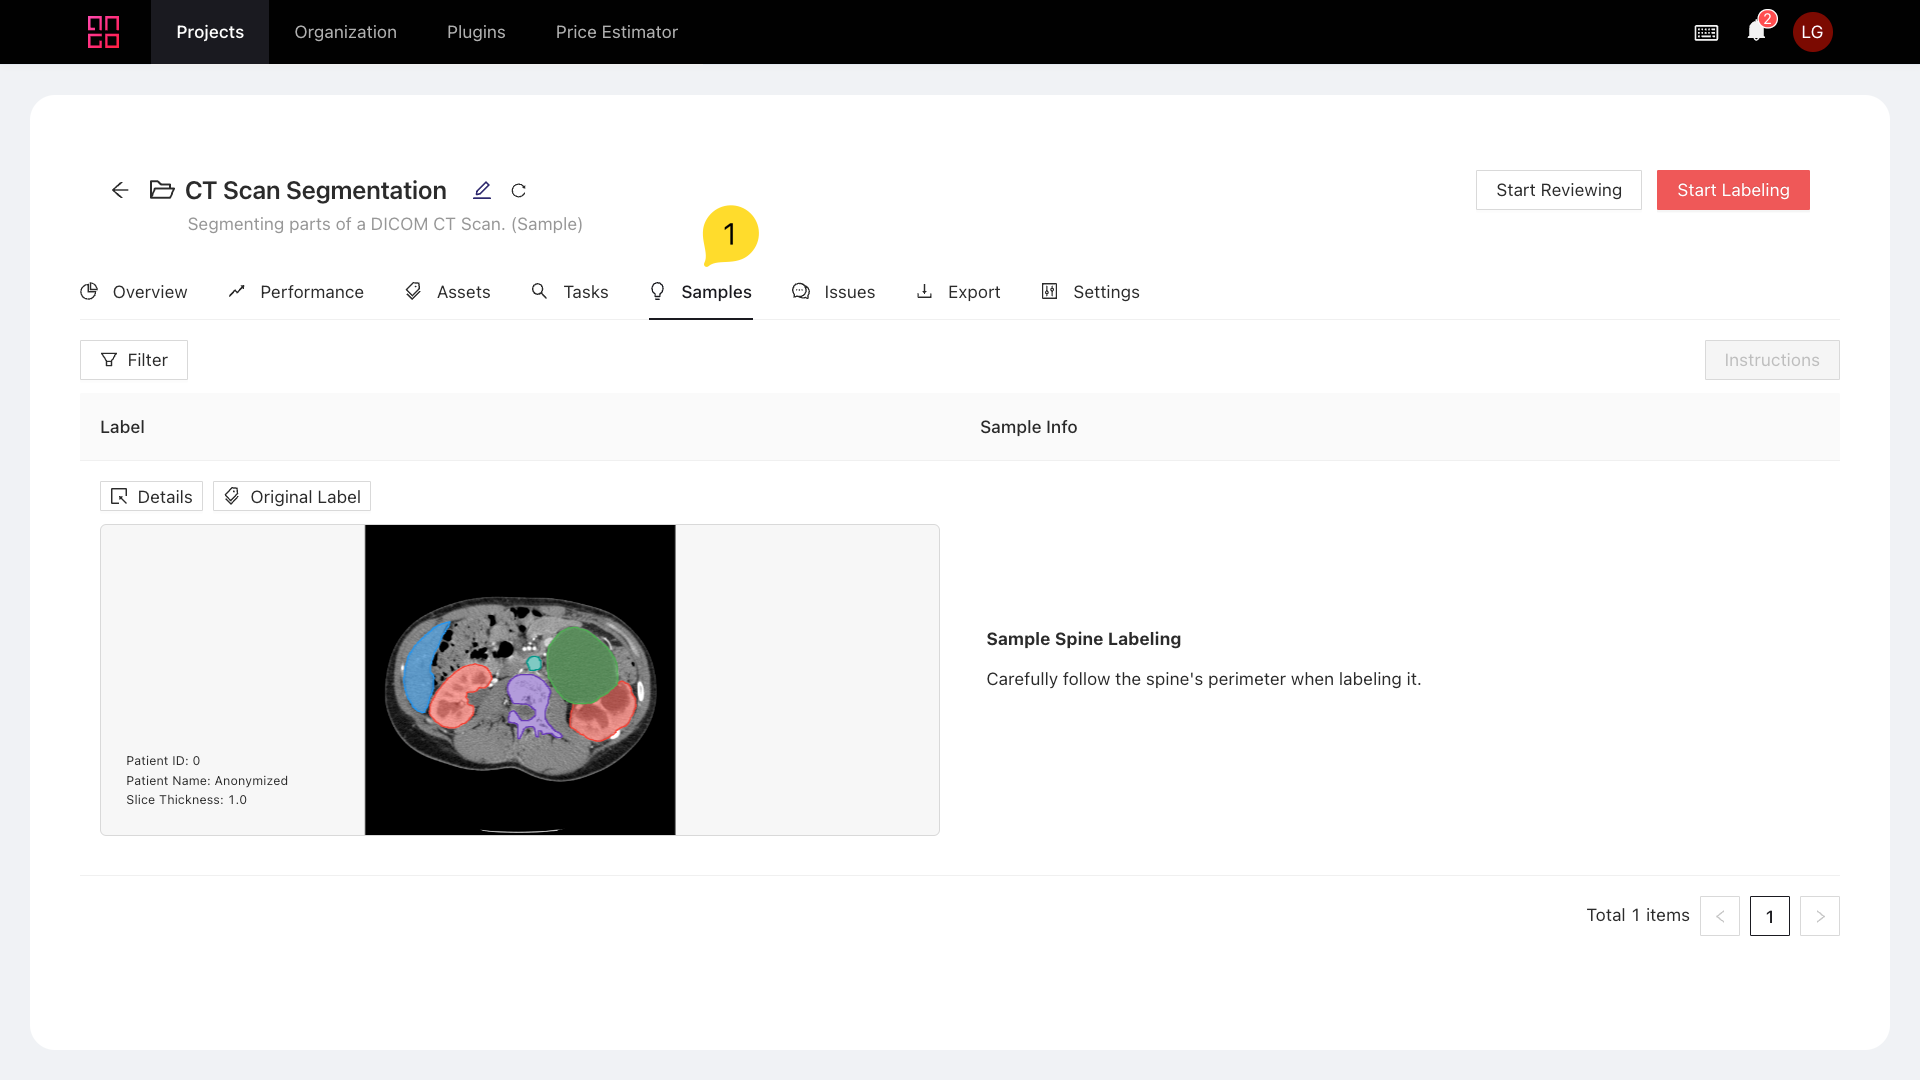 Projects
Organization
Plugins
Price Estimator
2
LG
CT Scan Segmentation
Segmenting parts of a DICOM CT Scan. (Sample)
Start Reviewing
Start Labeling
1
Overview
Performance
Assets
Tasks
Samples
Issues
Export
Settings
Filter
Instructions
Label
Sample Info
Details
Original Label
Patient ID: 0
Patient Name: Anonymized
Slice Thickness: 1.0
Sample Spine Labeling
Carefully follow the spine's perimeter when labeling it.
Total 1 items
<
1
>